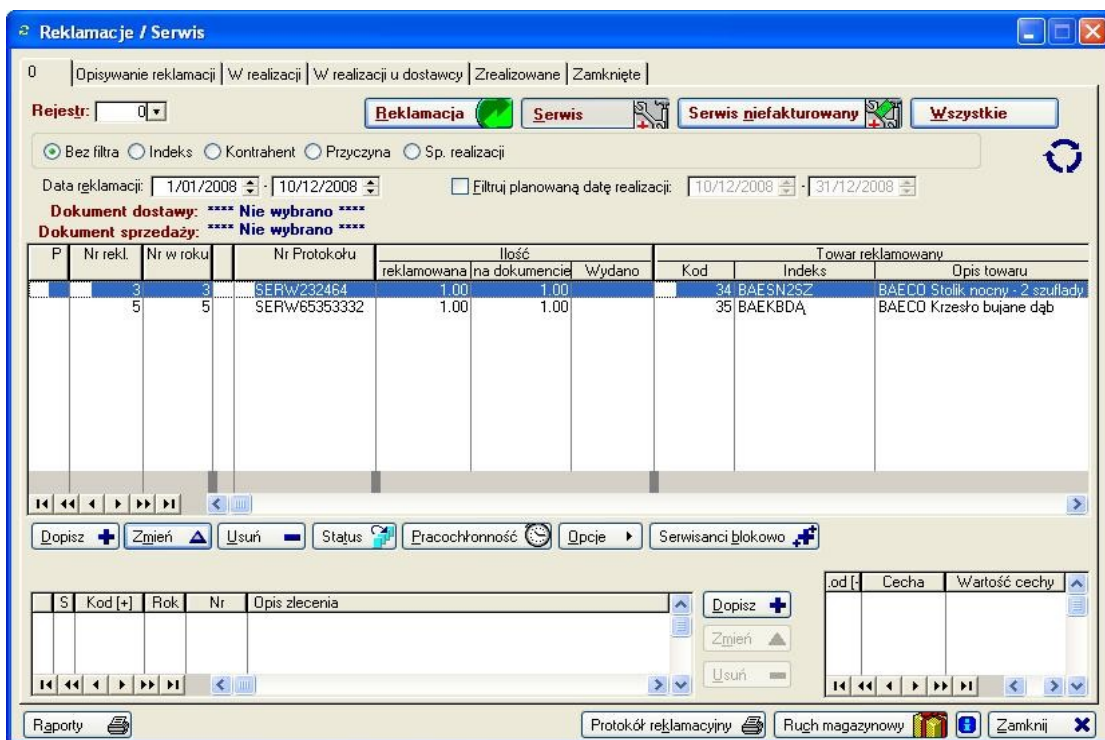 Reklamacje / Serwis
0 Opisywanie reklamacji W realizacji W realizacji u dostawcy Zrealizowane Zamknięte
Rejestr: 0 Reklamacja Serwis Serwis niefakturowany Wszystkie
Bez filtra Indeks Kontrahent Przyczyna Sp. realizacji
Data reklamacji: 1/01/2008 - 10/12/2008 Filtruj planowaną datę realizacji: 10/12/2008 - 31/12/2008
Dokument dostawy: **** Nie wybrano ****
Dokument sprzedaży: **** Nie wybrano ****
P Nr rekl. Nr w roku Nr Protokołu Ilość Towar reklamowany
reklamowana na dokumencie Wydano Kod Indeks Opis towaru
3 3 SERW232464 1.00 1.00 34 BAESN2SZ BAECO Stolik nocny - 2 szuflady
5 5 SERW65353332 1.00 1.00 35 BAEKBDĄ BAECO Krzesło bujane dąb
Dopisz Zmień Usuń Status Pracochłonność Opcje Serwisanci blokowo
S Kod [+] Rok Nr Opis zlecenia Dopisz .od [- Cecha Wartość cechy
Zmień
Usuń
Raporty Protokół reklamacyjny Ruch magazynowy Zamknij